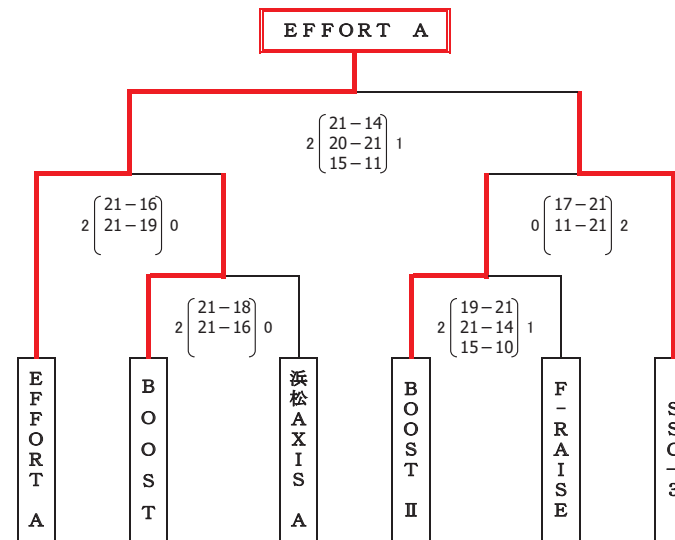 EFFORT A
21-14
2 20-21 1
15-11
21-16
2 21-19 0
17-21
0 11-21 2
21-18
2 21-16 0
19-21
2 21-14 1
15-10
EFFORT A
BOOST
浜松AXIS A
BOOST Ⅱ
F-RAISE